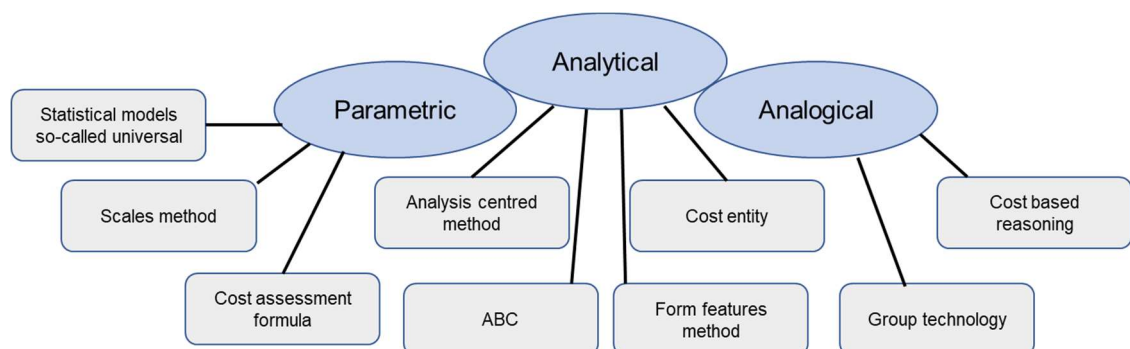 Analytical
Parametric
Analogical
Statistical models
so-called universal
Scales method
Analysis centred
method
Cost entity
Cost based
reasoning
Cost assessment
formula
ABC
Form features
method
Group technology